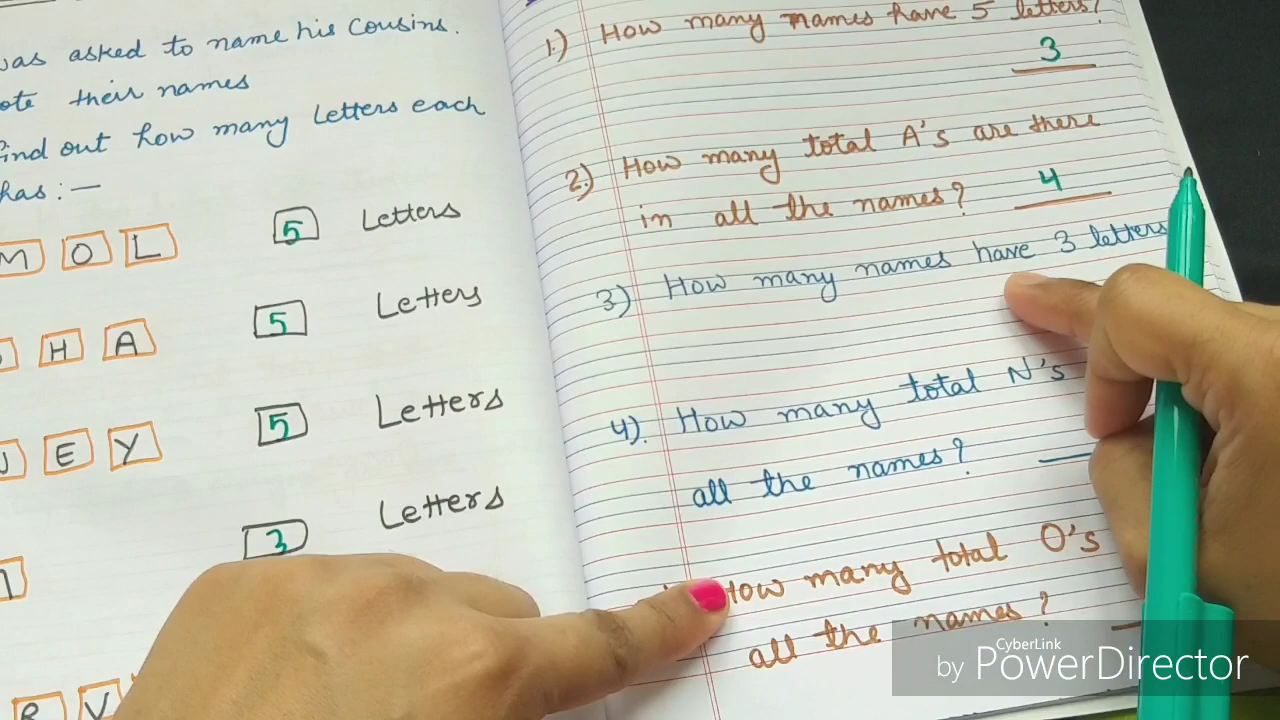 was asked to name his Cousins.
ote their names
find out how many Letters each
has:-
M O L 5 Letters
H A 5 Letters
E Y 5 Letters
3 Letters
R V
1.) How many names have 5 letters?
3
2.) How many total A's are there
in all the names? 4
3) How many names have 3 letters
4). How many total N's
all the names?
How many total O's
all the names?
CyberLink
by PowerDirector